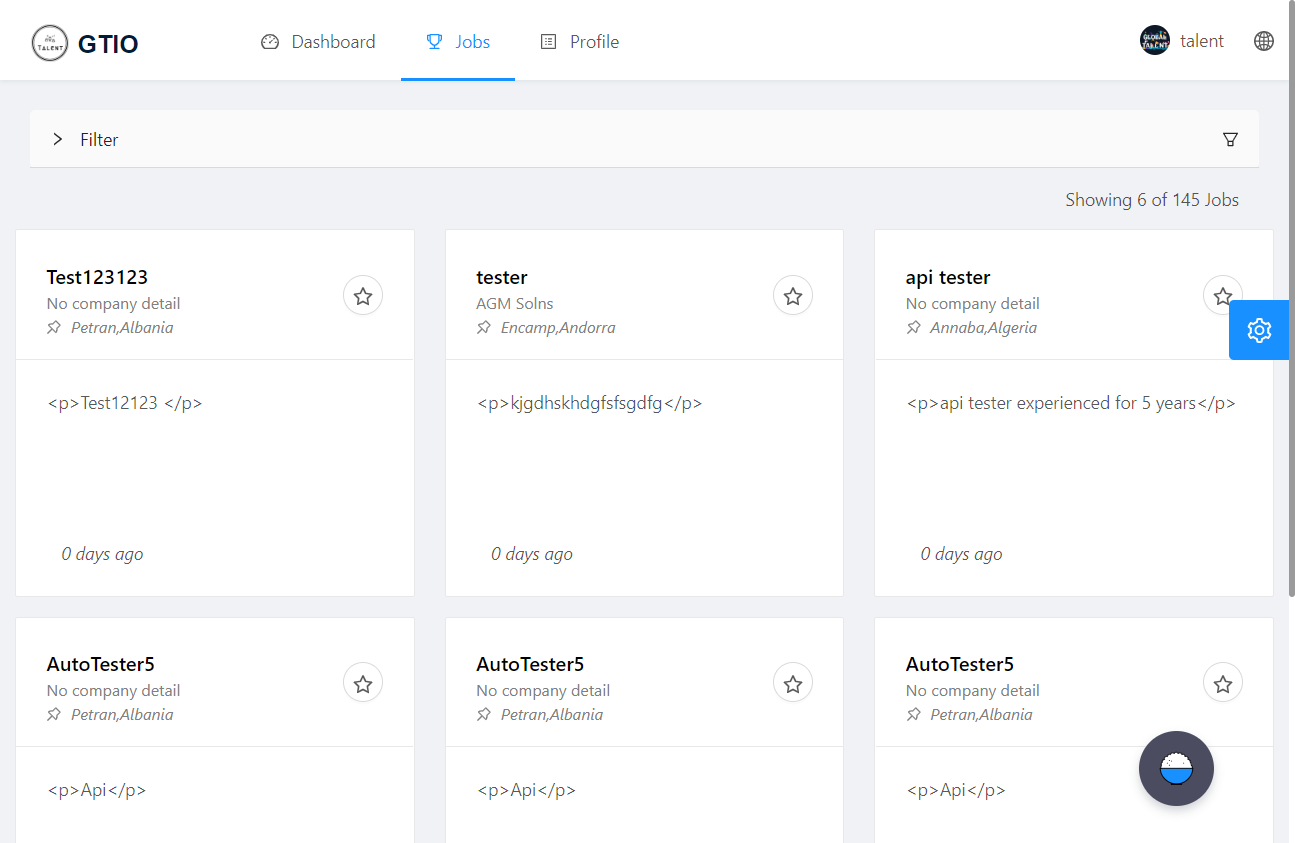 TALENT
GTIO
Dashboard
Jobs
Profile
GLOBAL
TALENT
talent
Filter
Showing 6 of 145 Jobs
Test123123
No company detail
Petran,Albania
<p>Test12123 </p>
0 days ago
tester
AGM Solns
Encamp,Andorra
<p>kjgdhskhdgfsfsgdfg</p>
0 days ago
api tester
No company detail
Annaba,Algeria
<p>api tester experienced for 5 years</p>
0 days ago
AutoTester5
No company detail
Petran,Albania
<p>Api</p>
AutoTester5
No company detail
Petran,Albania
<p>Api</p>
AutoTester5
No company detail
Petran,Albania
<p>Api</p>